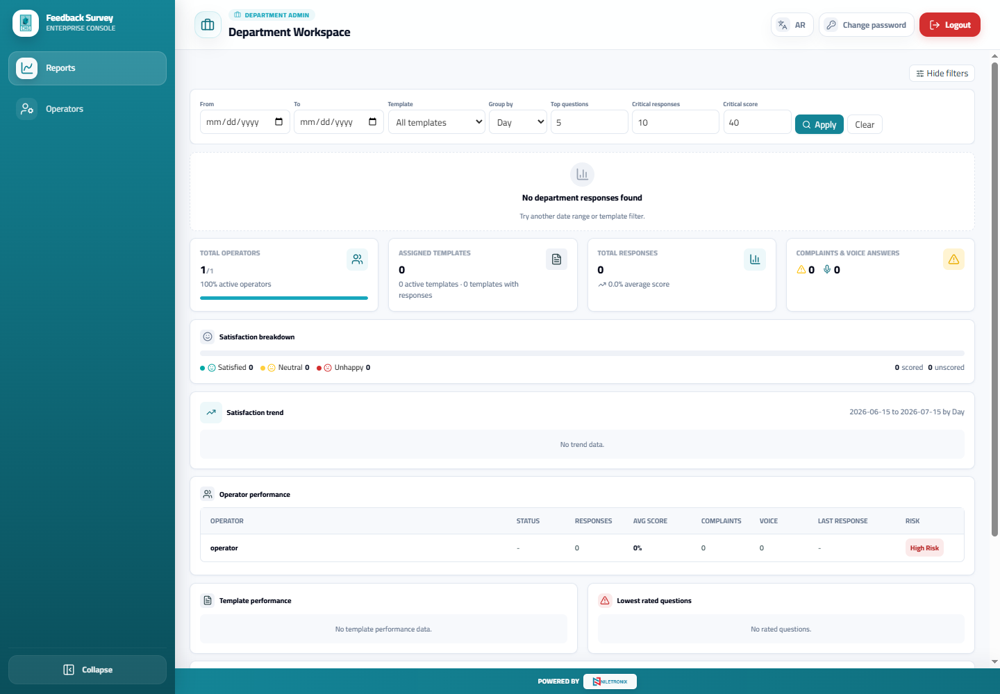 Feedback Survey
ENTERPRISE CONSOLE
Reports
Operators
Collapse
DEPARTMENT ADMIN
Department Workspace
AR
Change password
Logout
Hide filters
From To Template Group by Top questions Critical responses Critical score
mm/dd/yyyy mm/dd/yyyy All templates Day 5 10 40 Apply Clear
No department responses found
Try another date range or template filter.
TOTAL OPERATORS
1/1
100% active operators
ASSIGNED TEMPLATES
0
0 active templates · 0 templates with
responses
TOTAL RESPONSES
0
0.0% average score
COMPLAINTS & VOICE ANSWERS
0 0
Satisfaction breakdown
Satisfied 0 Neutral 0 Unhappy 0 0 scored 0 unscored
Satisfaction trend 2026-06-15 to 2026-07-15 by Day
No trend data.
Operator performance
OPERATOR STATUS RESPONSES AVG SCORE COMPLAINTS VOICE LAST RESPONSE RISK
operator - 0 0% 0 0 - High Risk
Template performance
No template performance data.
Lowest rated questions
No rated questions.
POWERED BY NILETRONIX